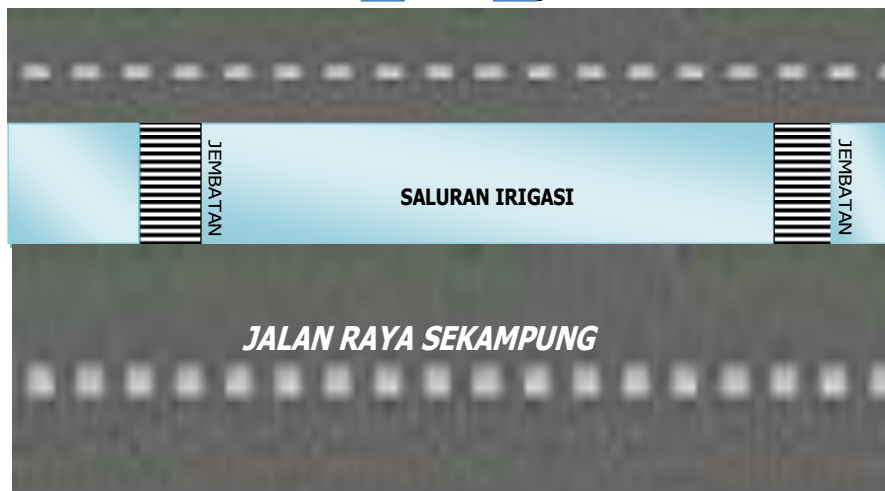 JEMBATAN
SALURAN IRIGASI
JEMBATAN
JALAN RAYA SEKAMPUNG